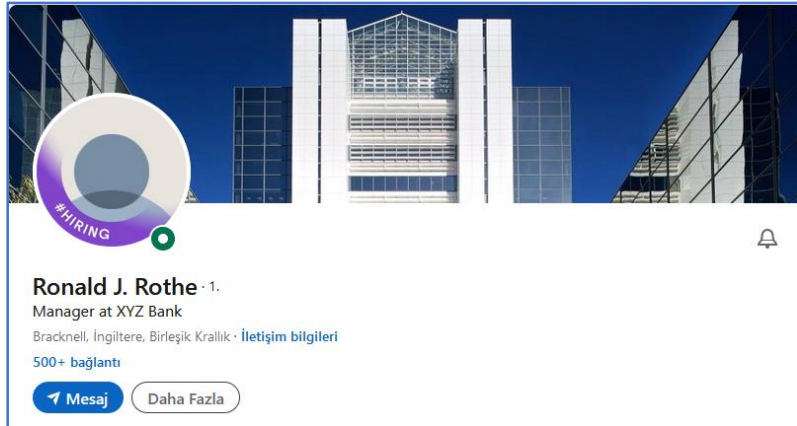 #HIRING
Ronald J. Rothe · 1.
Manager at XYZ Bank
Bracknell, İngiltere, Birleşik Krallık · İletişim bilgileri
500+ bağlantı
Mesaj Daha Fazla